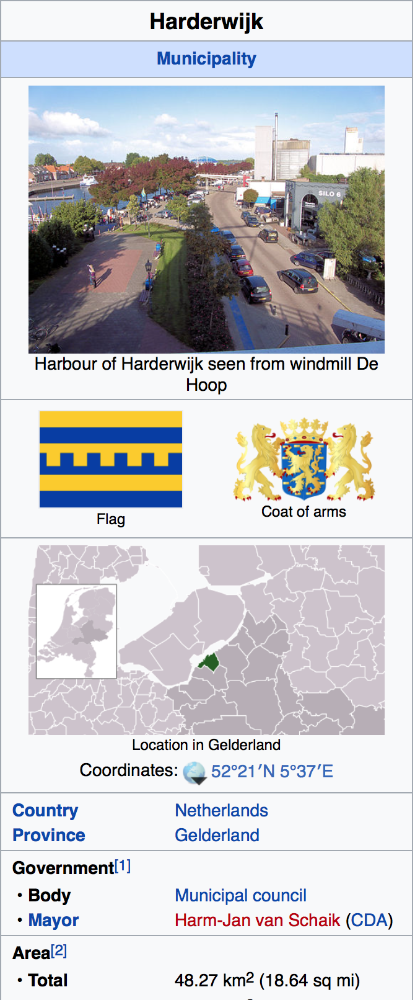 Harderwijk
Municipality
SILO 6
Harbour of Harderwijk seen from windmill De
Hoop
Flag
Coat of arms
Location in Gelderland
Coordinates: 52°21′N 5°37′E
Country Netherlands
Province Gelderland
Government[1]
• Body Municipal council
• Mayor Harm-Jan van Schaik (CDA)
Area[2]
• Total 48.27 km² (18.64 sq mi)